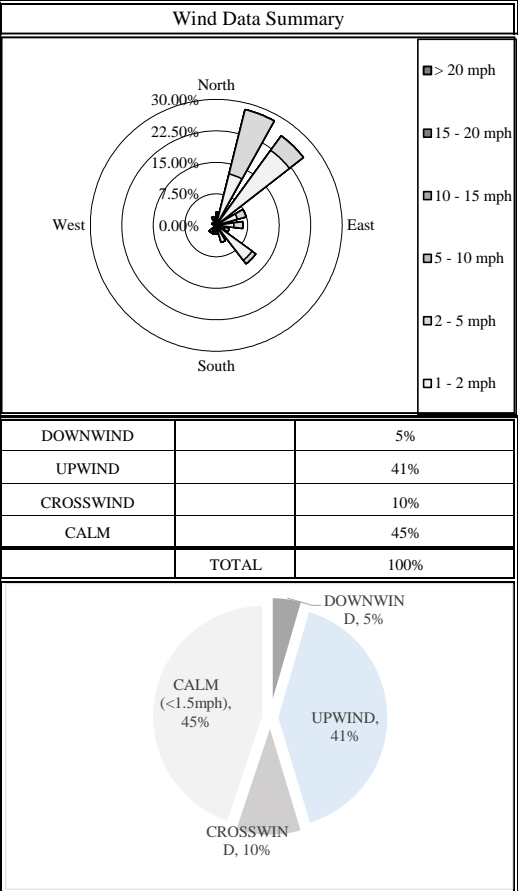 Wind Data Summary
North
30.00%
22.50%
15.00%
7.50%
0.00%
West
East
South
> 20 mph
15 - 20 mph
10 - 15 mph
5 - 10 mph
2 - 5 mph
1 - 2 mph
DOWNWIND 5%
UPWIND 41%
CROSSWIND 10%
CALM 45%
TOTAL 100%
DOWNWIN
D, 5%
UPWIND,
41%
CROSSWIN
D, 10%
CALM
(<1.5mph),
45%